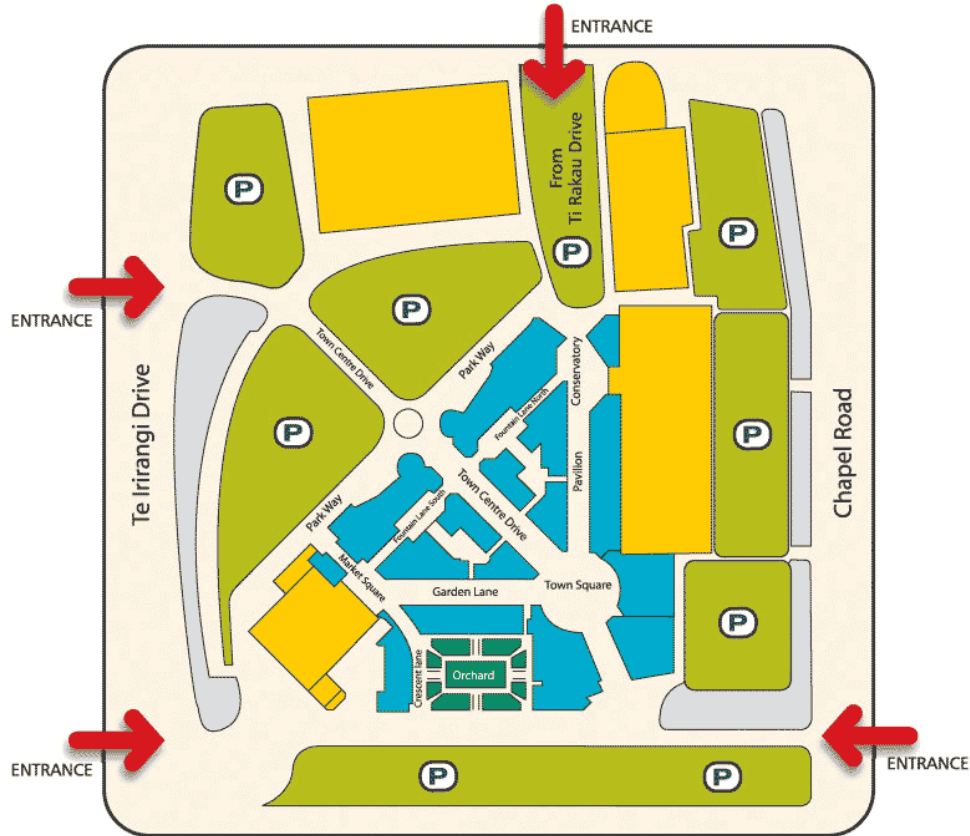 ENTRANCE
From
Ti Rakau Drive
P
P
P
ENTRANCE
P
Town Centre Drive
Park Way
Conservatory
Te Irirangi Drive
Chapel Road
P
P
Fountain Lane North
Pavillion
Town Centre Drive
Park Way
Fountain Lane South
Market Square
Garden Lane
Town Square
P
Crescent lane
Orchard
ENTRANCE
ENTRANCE
P
P